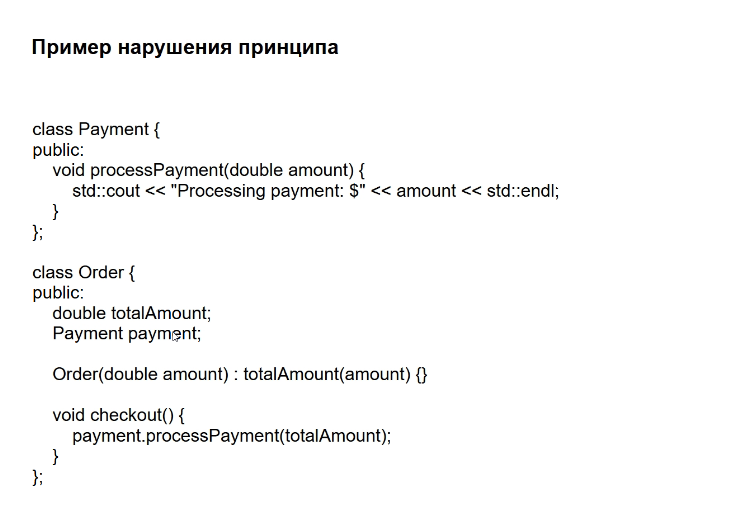 Пример нарушения принципа
class Payment {
public:
    void processPayment(double amount) {
        std::cout << "Processing payment: $" << amount << std::endl;
    }
};
class Order {
public:
    double totalAmount;
    Payment payment;
    Order(double amount) : totalAmount(amount) {}
    void checkout() {
        payment.processPayment(totalAmount);
    }
};